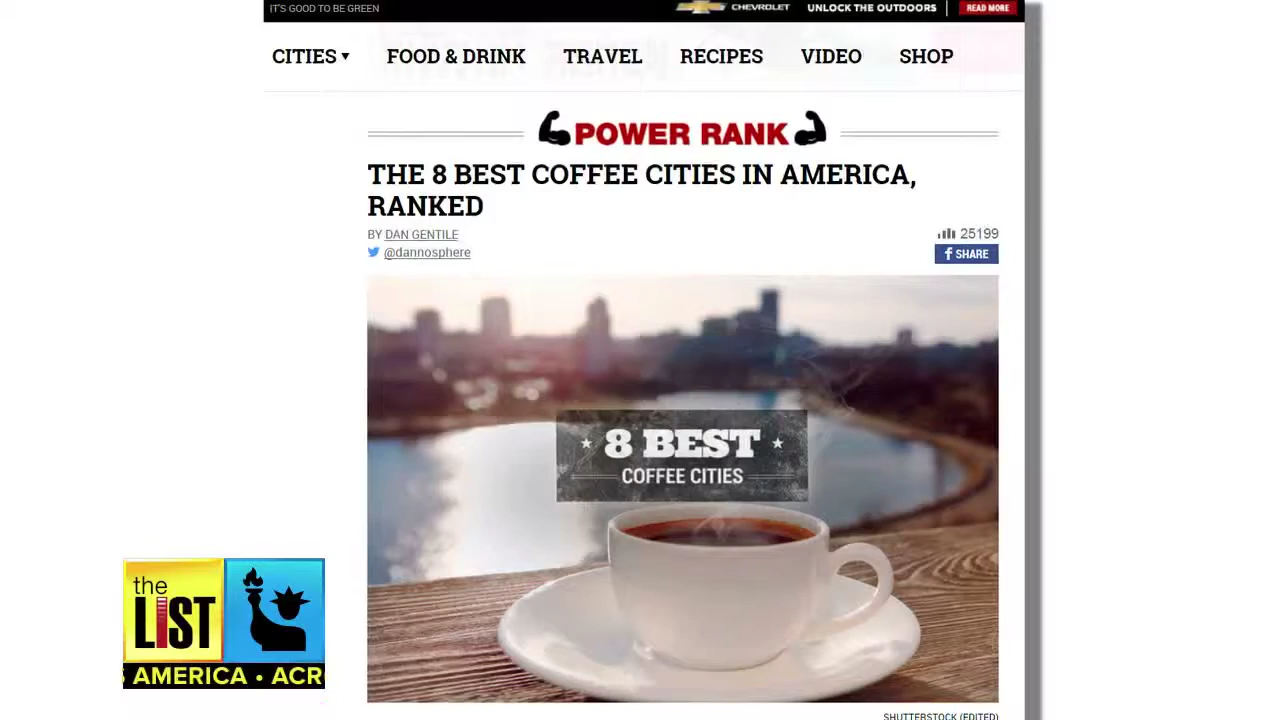 IT'S GOOD TO BE GREEN
CHEVROLET UNLOCK THE OUTDOORS READ MORE
CITIES FOOD & DRINK TRAVEL RECIPES VIDEO SHOP
POWER RANK
THE 8 BEST COFFEE CITIES IN AMERICA,
RANKED
BY DAN GENTILE
25199
@dannosphere
f SHARE
8 BEST
COFFEE CITIES
the
LIST
S AMERICA • ACR
SHUTTERSTOCK (EDITED)